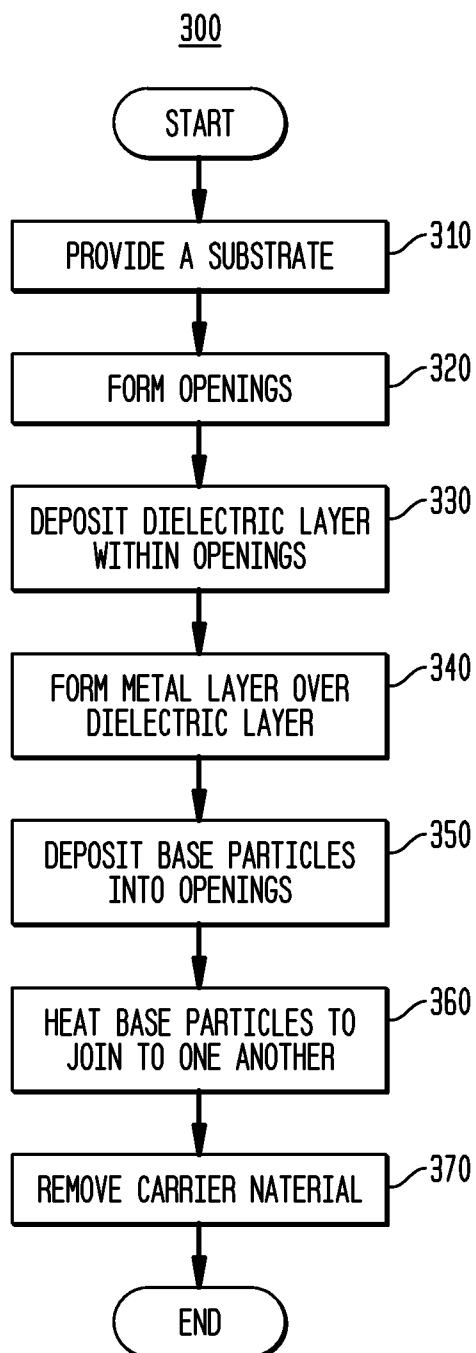 300
START
PROVIDE A SUBSTRATE
310
FORM OPENINGS
320
DEPOSIT DIELECTRIC LAYER
WITHIN OPENINGS
330
FORM METAL LAYER OVER
DIELECTRIC LAYER
340
DEPOSIT BASE PARTICLES
INTO OPENINGS
350
HEAT BASE PARTICLES TO
JOIN TO ONE ANOTHER
360
REMOVE CARRIER NATERIAL
370
END